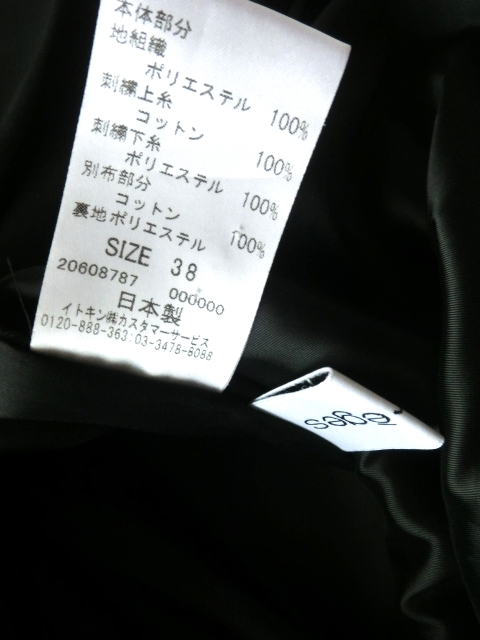 本体部分
地組織
ポリエステル 100%
刺繍上糸
コットン 100%
刺繍下糸
ポリエステル 100%
別布部分
コットン 100%
裏地ポリエステル
SIZE 38
20608787 000000
日本製
イトキン㈱カスタマーサービス
0120-888-363:03-3478-8088